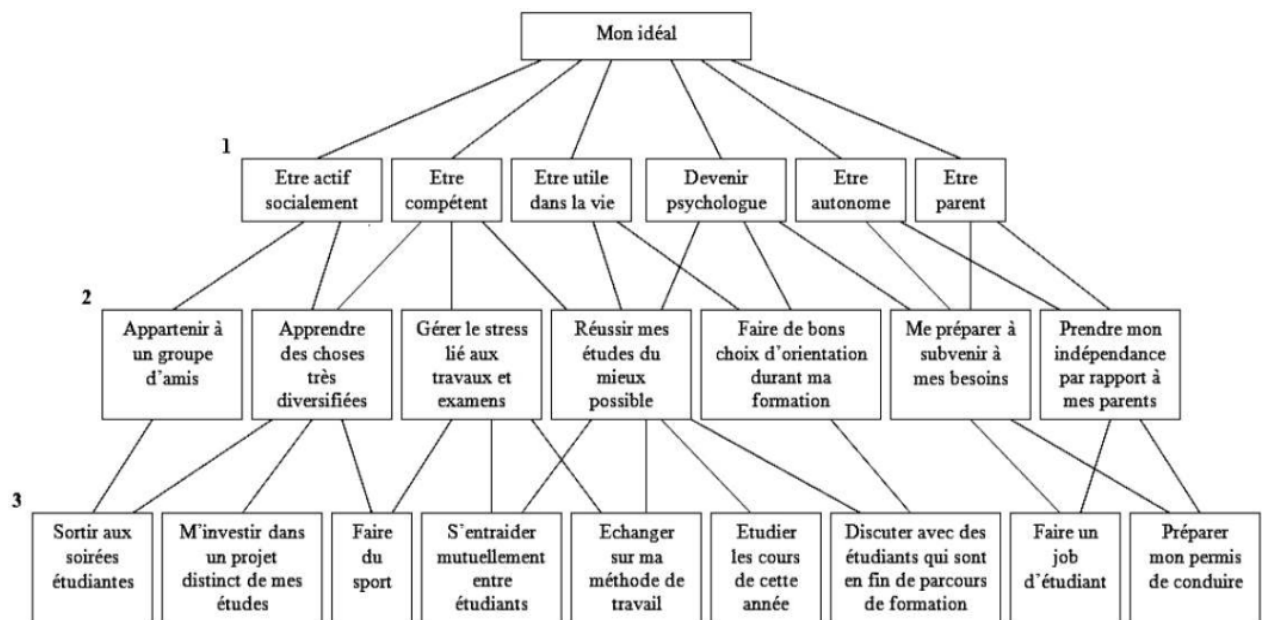 Mon idéal
1
Etre actif
socialement
Etre
compétent
Etre utile
dans la vie
Devenir
psychologue
Etre
autonome
Etre
parent
2
Appartenir à
un groupe
d'amis
Apprendre
des choses
très
diversifiées
Gérer le stress
lié aux
travaux et
examens
Réussir mes
études du
mieux
possible
Faire de bons
choix d'orientation
durant ma
formation
Me préparer à
subvenir à
mes besoins
Prendre mon
indépendance
par rapport à
mes parents
3
Sortir aux
soirées
étudiantes
M'investir dans
un projet
distinct de mes
études
Faire
du
sport
S'entraider
mutuellement
entre
étudiants
Echanger
sur ma
méthode de
travail
Etudier
les cours
de cette
année
Discuter avec des
étudiants qui sont
en fin de parcours
de formation
Faire un
job
d'étudiant
Préparer
mon permis
de conduire